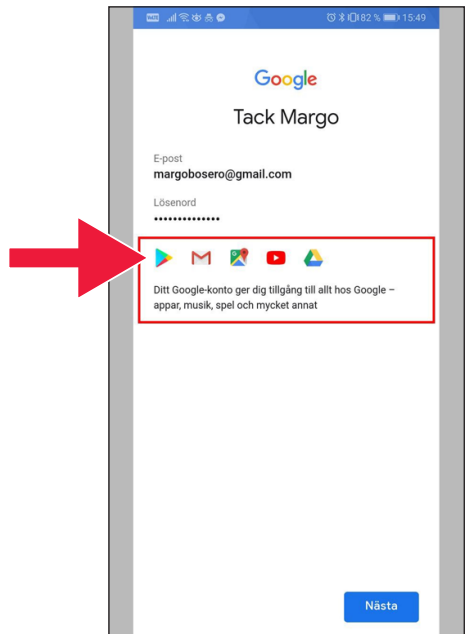 82 % 15:49
Google
Tack Margo
E-post
margobosero@gmail.com
Lösenord
••••••••••••••
Ditt Google-konto ger dig tillgång till allt hos Google –
appar, musik, spel och mycket annat
Nästa